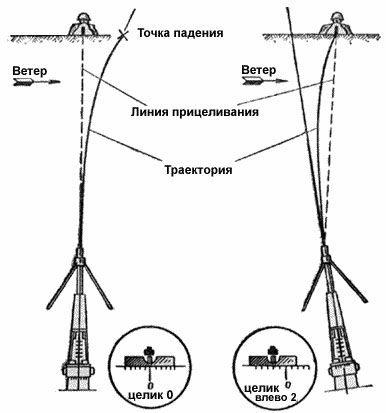 Точка падения
Ветер
Ветер
Линия прицеливания
Траектория
0
целик 0
0
целик
влево 2